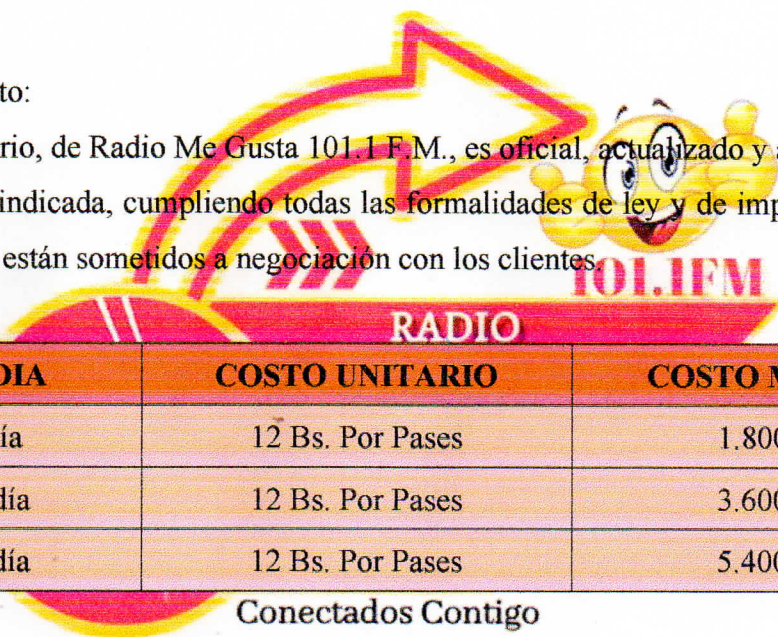 to:
rio, de Radio Me Gusta 101.1 F.M., es oficial, actualizado y a
indicada, cumpliendo todas las formalidades de ley y de imp
están sometidos a negociación con los clientes.
101.1FM
RADIO
DIA COSTO UNITARIO COSTO M
ía 12 Bs. Por Pases 1.800
día 12 Bs. Por Pases 3.600
día 12 Bs. Por Pases 5.400
Conectados Contigo